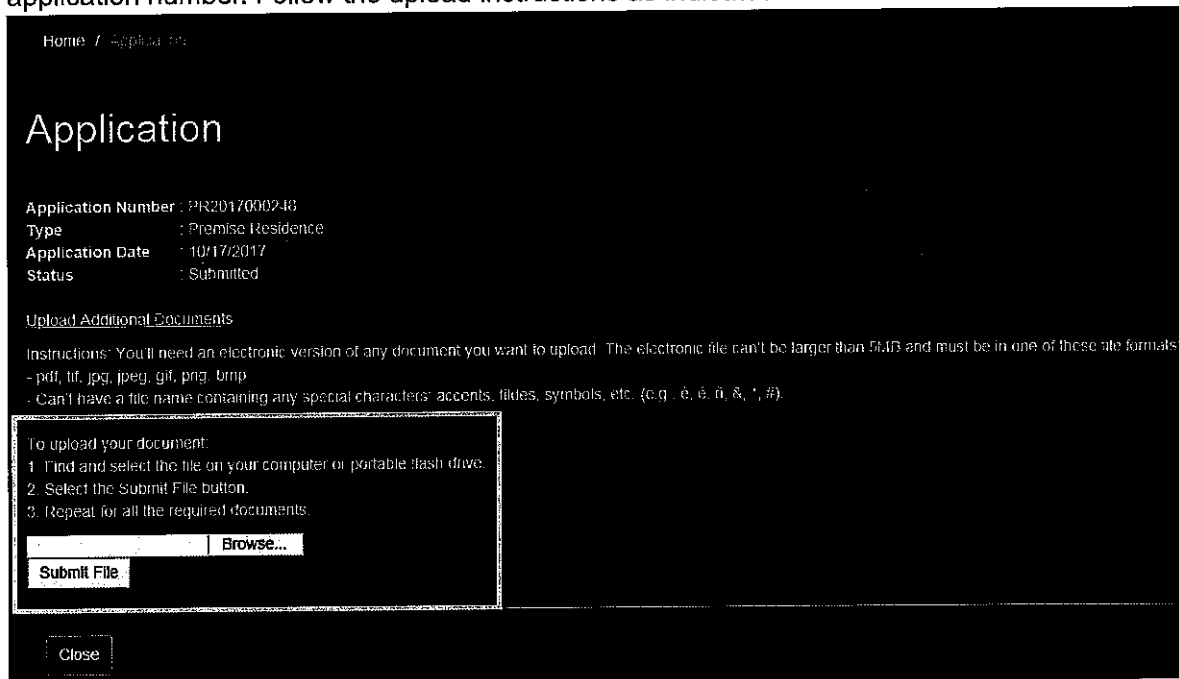 application number. Follow the upload instructions as
Home / Application
Application
Application Number : PR2017000248
Type : Premise Residence
Application Date : 10/17/2017
Status : Submitted
Upload Additional Documents
Instructions: You'll need an electronic version of any document you want to upload. The electronic file can't be larger than 5MB and must be in one of these file formats
- pdf, tif, jpg, jpeg, gif, png, bmp
- Can't have a file name containing any special characters: accents, tildes, symbols, etc. (e.g., è, é, ñ, &, *, #).
To upload your document:
1. Find and select the file on your computer or portable flash drive.
2. Select the Submit File button.
3. Repeat for all the required documents.
Browse...
Submit File
Close